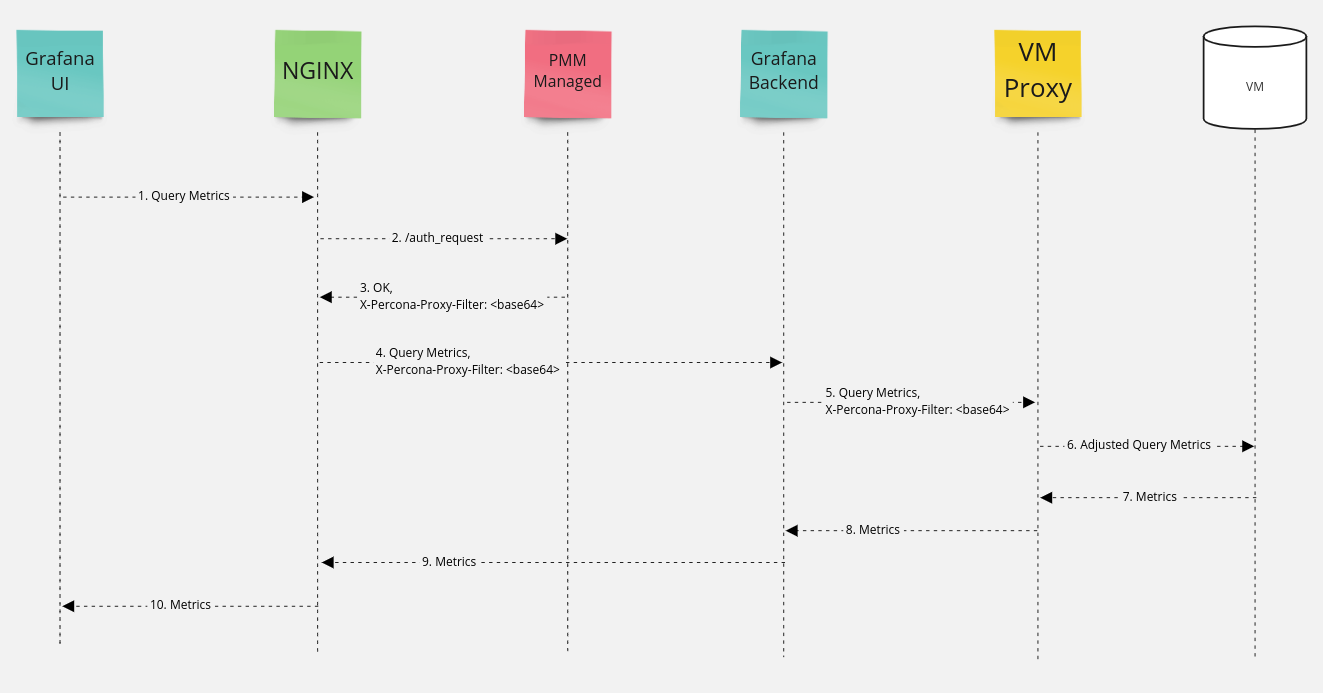 Grafana
UI
NGINX
PMM
Managed
Grafana
Backend
VM
Proxy
VM
1. Query Metrics
2. /auth_request
3. OK,
X-Percona-Proxy-Filter: <base64>
4. Query Metrics,
X-Percona-Proxy-Filter: <base64>
5. Query Metrics,
X-Percona-Proxy-Filter: <base64>
6. Adjusted Query Metrics
7. Metrics
8. Metrics
9. Metrics
10. Metrics